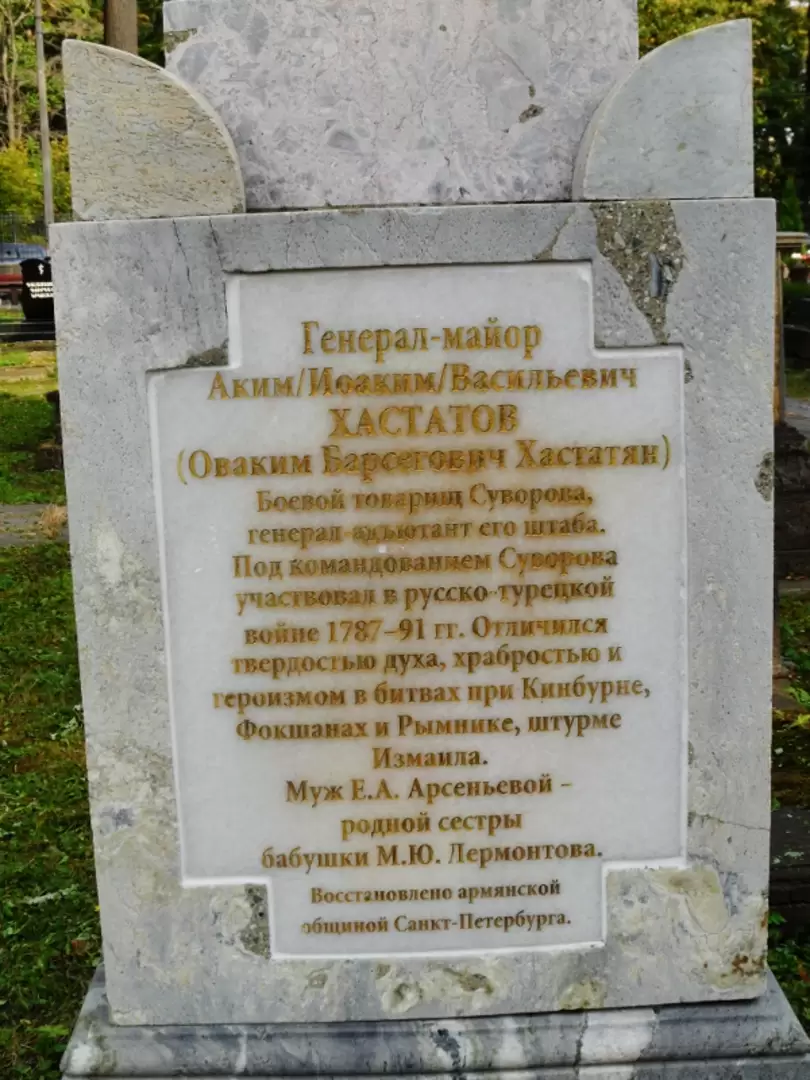 Генерал-майор
Аким/Иоаким/Васильевич
ХАСТАТОВ
(Оваким Барсегович Хастатян)
Боевой товарищ Суворова,
генерал-адъютант его штаба.
Под командованием Суворова
участвовал в русско-турецкой
войне 1787–91 гг. Отличился
твердостью духа, храбростью и
героизмом в битвах при Кинбурне,
Фокшанах и Рымнике, штурме
Измаила.
Муж Е.А. Арсеньевой –
родной сестры
бабушки М.Ю. Лермонтова.
Восстановлено армянской
общиной Санкт-Петербурга.